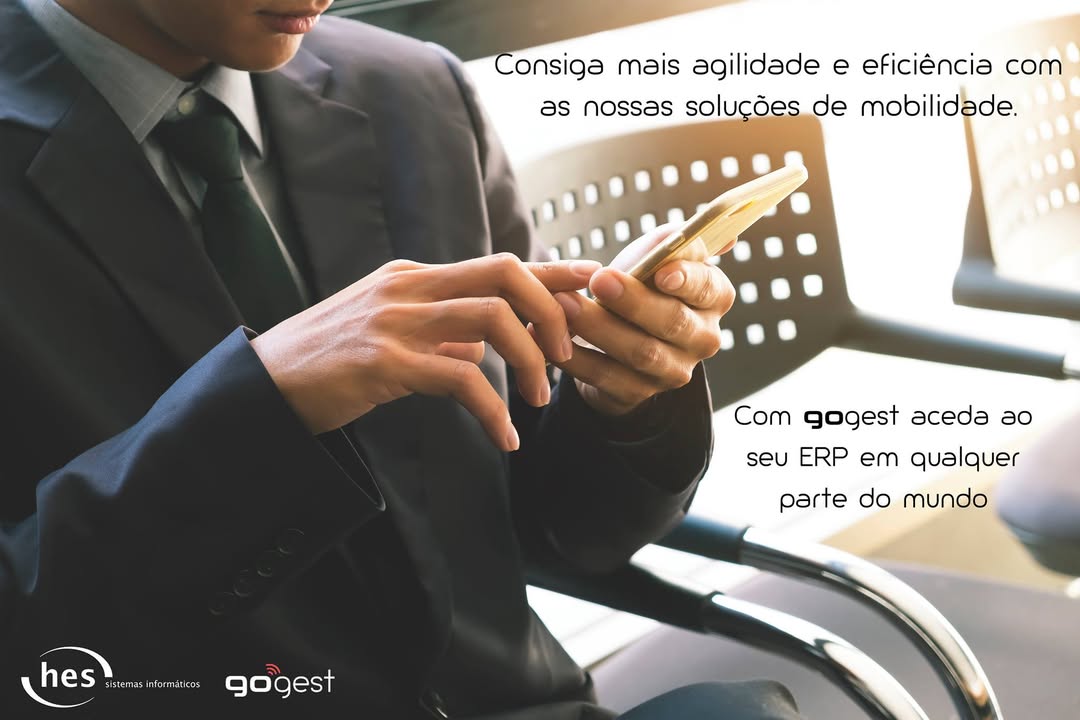 Consiga mais agilidade e eficiência com
as nossas soluções de mobilidade.
Com gogest aceda ao
seu ERP em qualquer
parte do mundo
hes sistemas informáticos
gogest